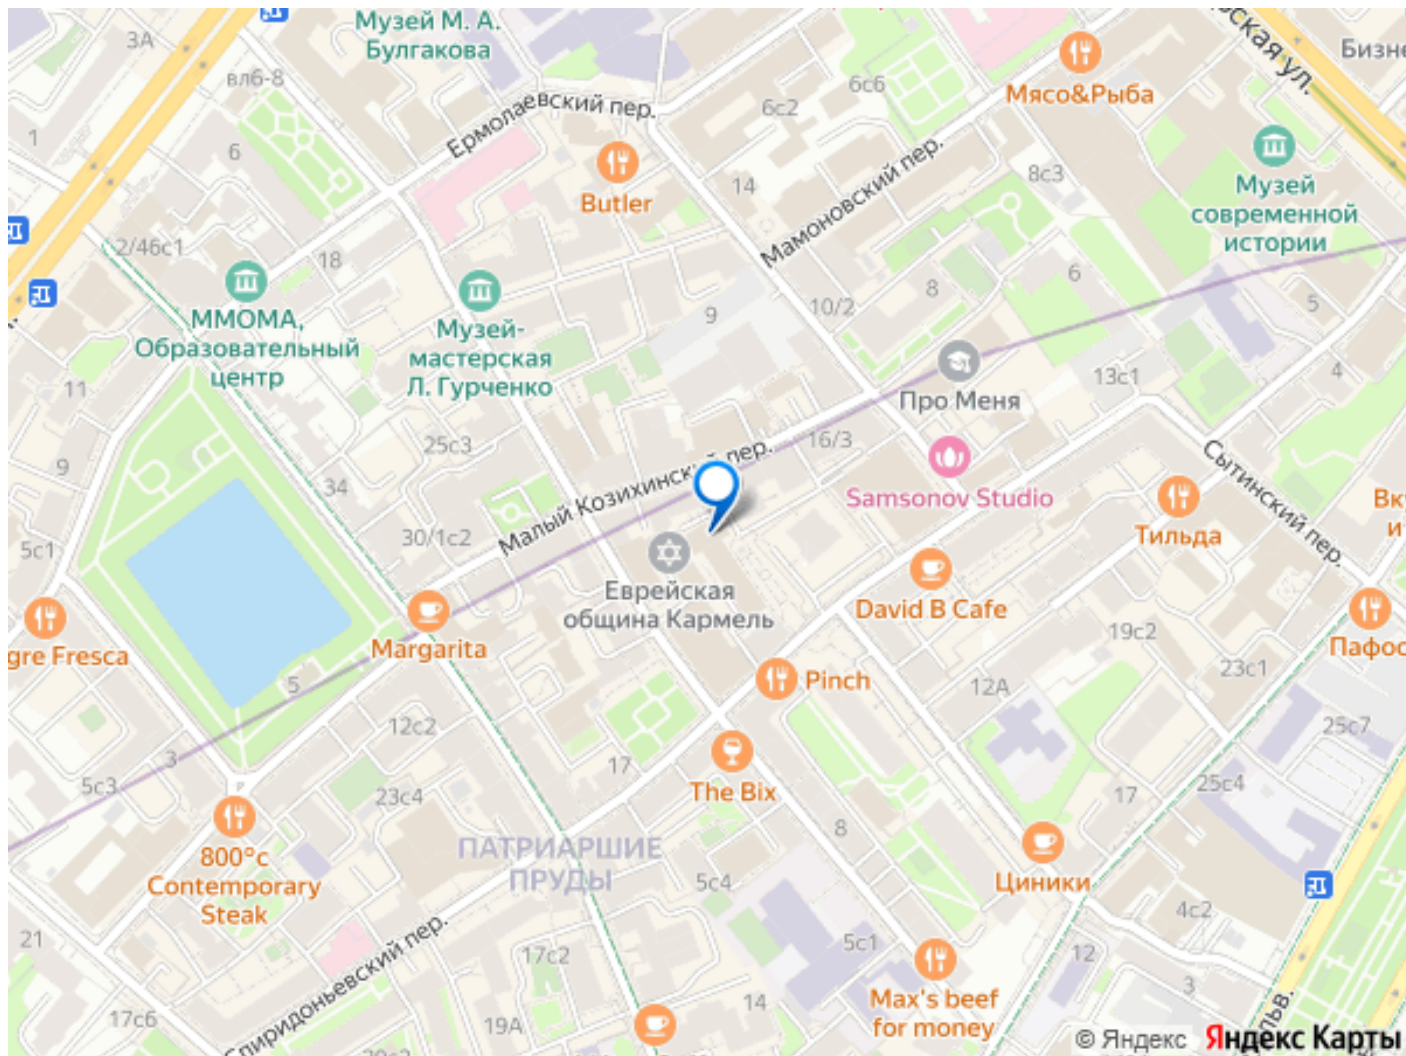 Музей М. А.
Булгакова
3А
вл6-8
1
6
Ермолаевский пер.
Butler
14
6с2
6с6
Мясо&Рыба
ская ул.
Бизне
8с3
Музей
современной
истории
Мамоновский пер.
2/46с1
18
ММОМА,
Образовательный
центр
Музей-
мастерская
Л. Гурченко
9
10/2
8
6
5
4
11
Про Меня
13с1
25с3
16/3
9
34
Малый Козихинский пер.
Samsonov Studio
Сытинский пер.
Тильда
Вк
и
5с1
30/1с2
Еврейская
община Кармель
David B Cafe
gre Fresca
Margarita
19с2
Пафос
5
Pinch
12А
23с1
12с2
25с7
3
17
5с3
The Bix
23с4
25с4
17
8
800°с
Contemporary
Steak
ПАТРИАРШИЕ
ПРУДЫ
5с4
Циники
4с2
21
Спиридоньевский пер.
17с2
5с1
12
3
Max's beef
for money
14
17с6
19А
льв.
© Яндекс Яндекс Карты